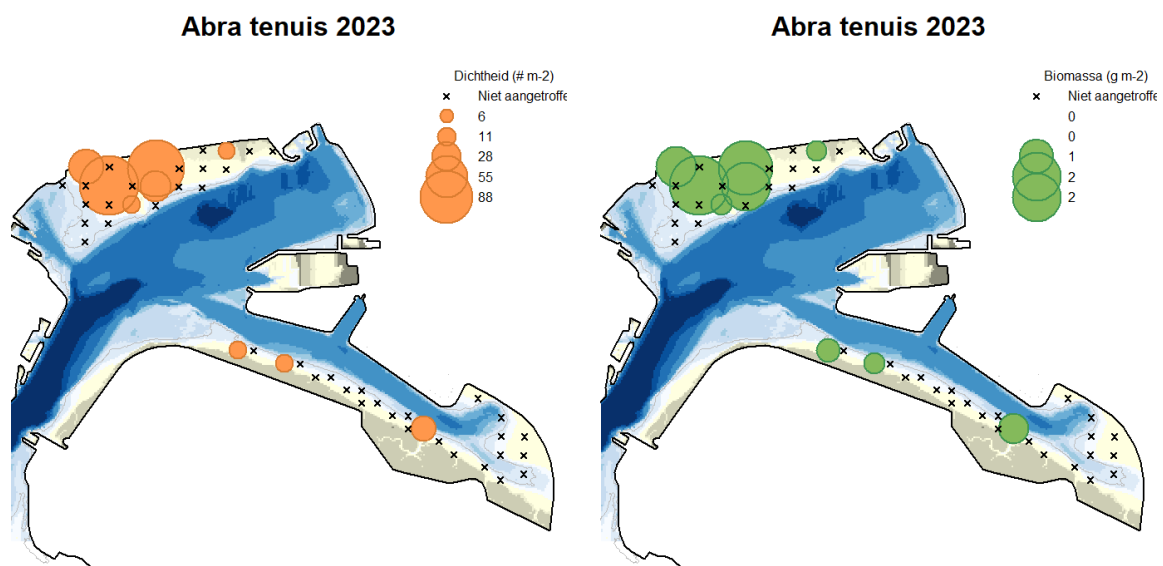 Abra tenuis 2023
Dichtheid (# m-2)
Niet aangetroffe
6
11
28
55
88
Abra tenuis 2023
Biomassa (g m-2)
Niet aangetroffe
0
0
1
2
2